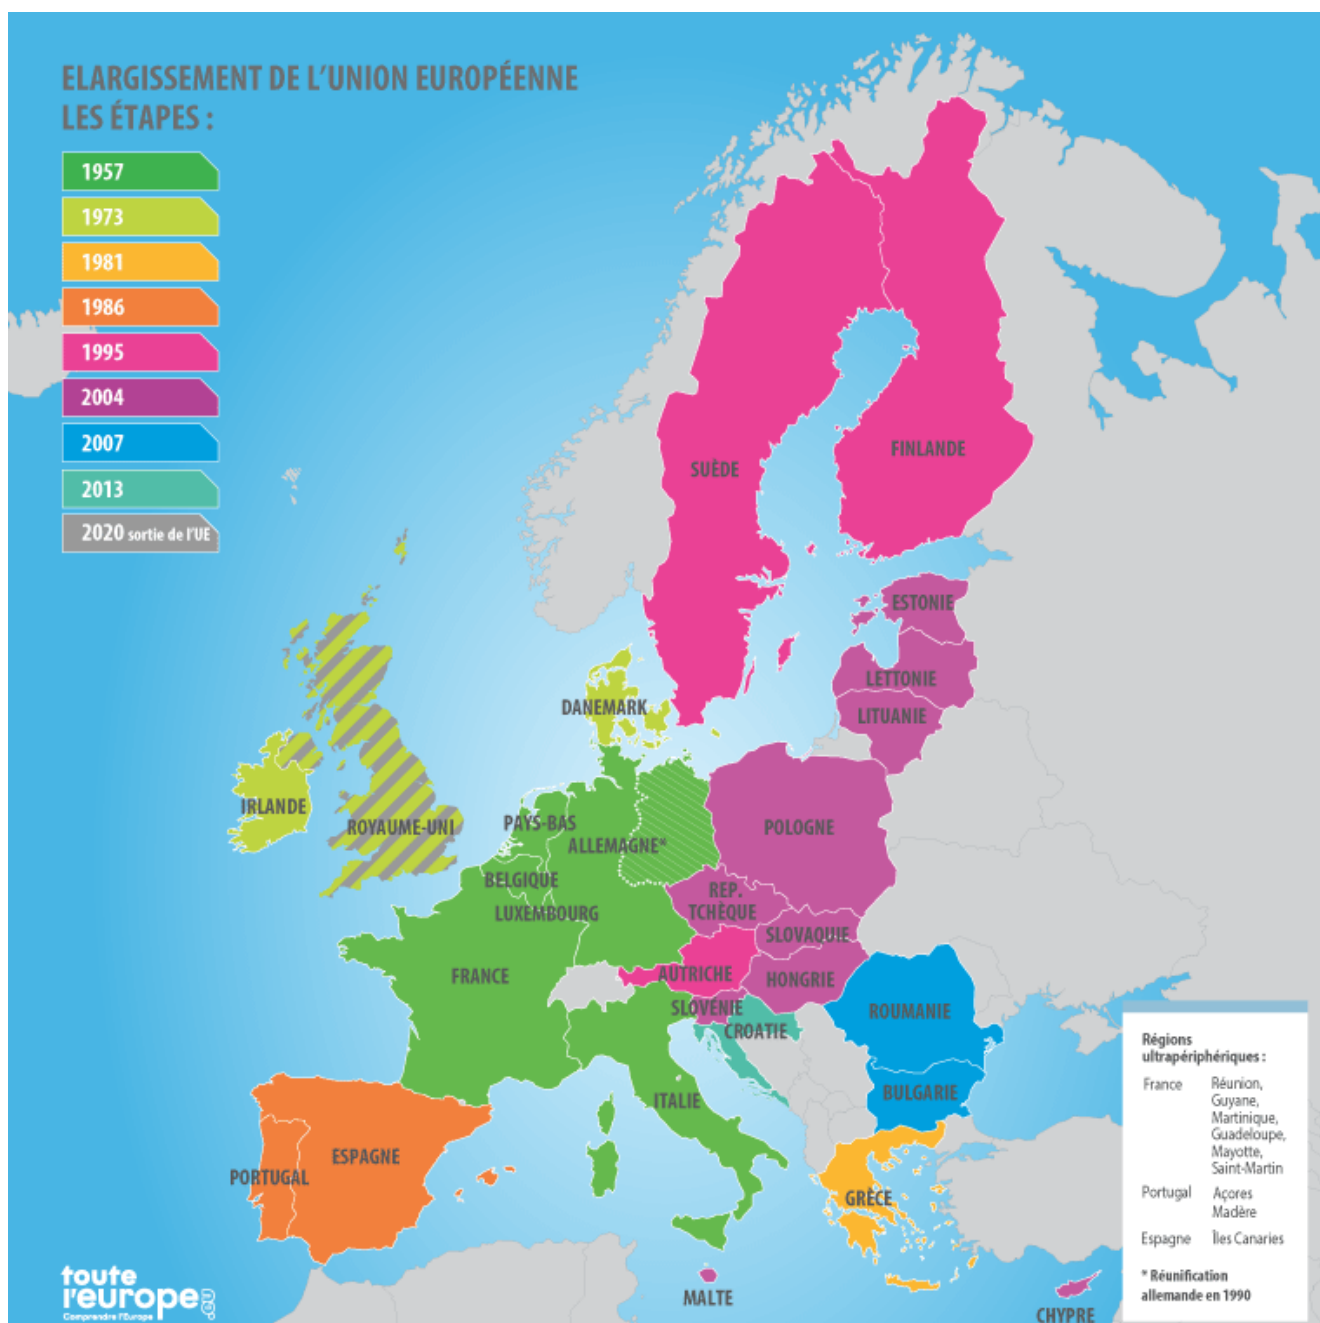 ELARGISSEMENT DE L'UNION EUROPÉENNE
LES ÉTAPES :
1957
1973
1981
1986
1995
2004
2007
2013
2020 sortie de l'UE
SUÈDE
FINLANDE
ESTONIE
LETTONIE
LITUANIE
DANEMARK
IRLANDE
ROYAUME-UNI
PAYS-BAS
ALLEMAGNE*
POLOGNE
BELGIQUE
LUXEMBOURG
REP.
TCHÈQUE
SLOVAQUIE
FRANCE
AUTRICHE
HONGRIE
SLOVÉNIE
CROATIE
ROUMANIE
BULGARIE
ITALIE
ESPAGNE
PORTUGAL
GRÈCE
MALTE
CHYPRE
Régions
ultrapériphériques :
France Réunion,
Guyane,
Martinique,
Guadeloupe,
Mayotte,
Saint-Martin
Portugal Açores
Madère
Espagne Îles Canaries
* Réunification
allemande en 1990
toute
l'europe.eu
Comprendre l'Europe